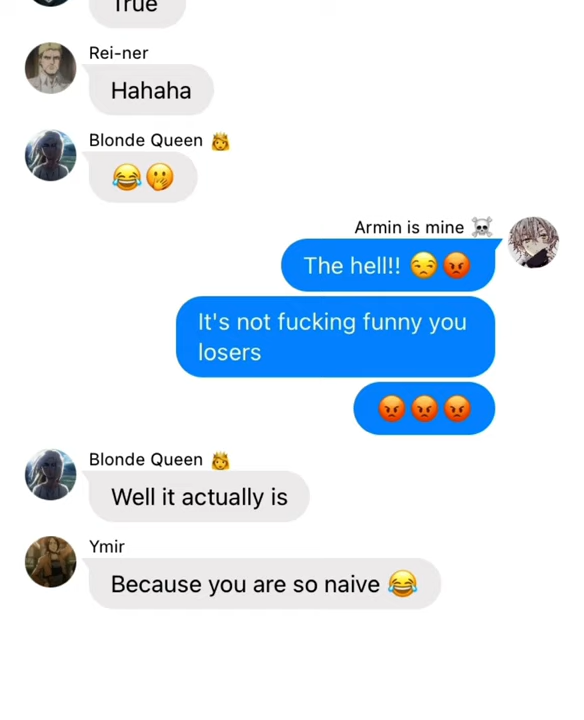 True
Rei-ner
Hahaha
Blonde Queen 👸
😂🤭
Armin is mine ☠️
The hell!! 😒😡
It's not fucking funny you
losers
😡😡😡
Blonde Queen 👸
Well it actually is
Ymir
Because you are so naive 😂